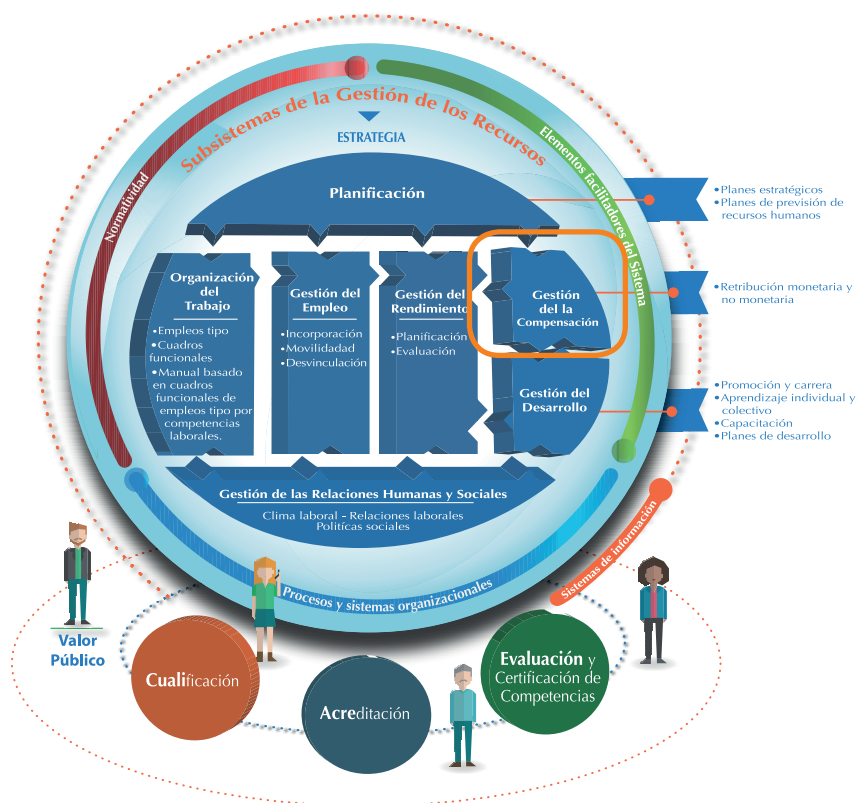 Subsistemas de la Gestión de los Recursos
ESTRATEGIA
Normatividad
Elementos facilitadores del Sistema
Planificación
•Planes estratégicos
•Planes de previsión de
recursos humanos
Organización
del
Trabajo
•Empleos tipo
•Cuadros
funcionales
•Manual basado
en cuadros
funcionales de
empleos tipo por
competencias
laborales.
Gestión del
Empleo
•Incorporación
•Movilidadad
•Desvinculación
Gestión del
Rendimiento
•Planificación
•Evaluación
Gestión
del la
Compensación
•Retribución monetaria y
no monetaria
Gestión del
Desarrollo
•Promoción y carrera
•Aprendizaje individual y
colectivo
•Capacitación
•Planes de desarrollo
Gestión de las Relaciones Humanas y Sociales
Clima laboral – Relaciones laborales
Politícas sociales
Procesos y sistemas organizacionales
Sistemas de información
Valor
Público
Cualificación
Acreditación
Evaluación y
Certificación de
Competencias